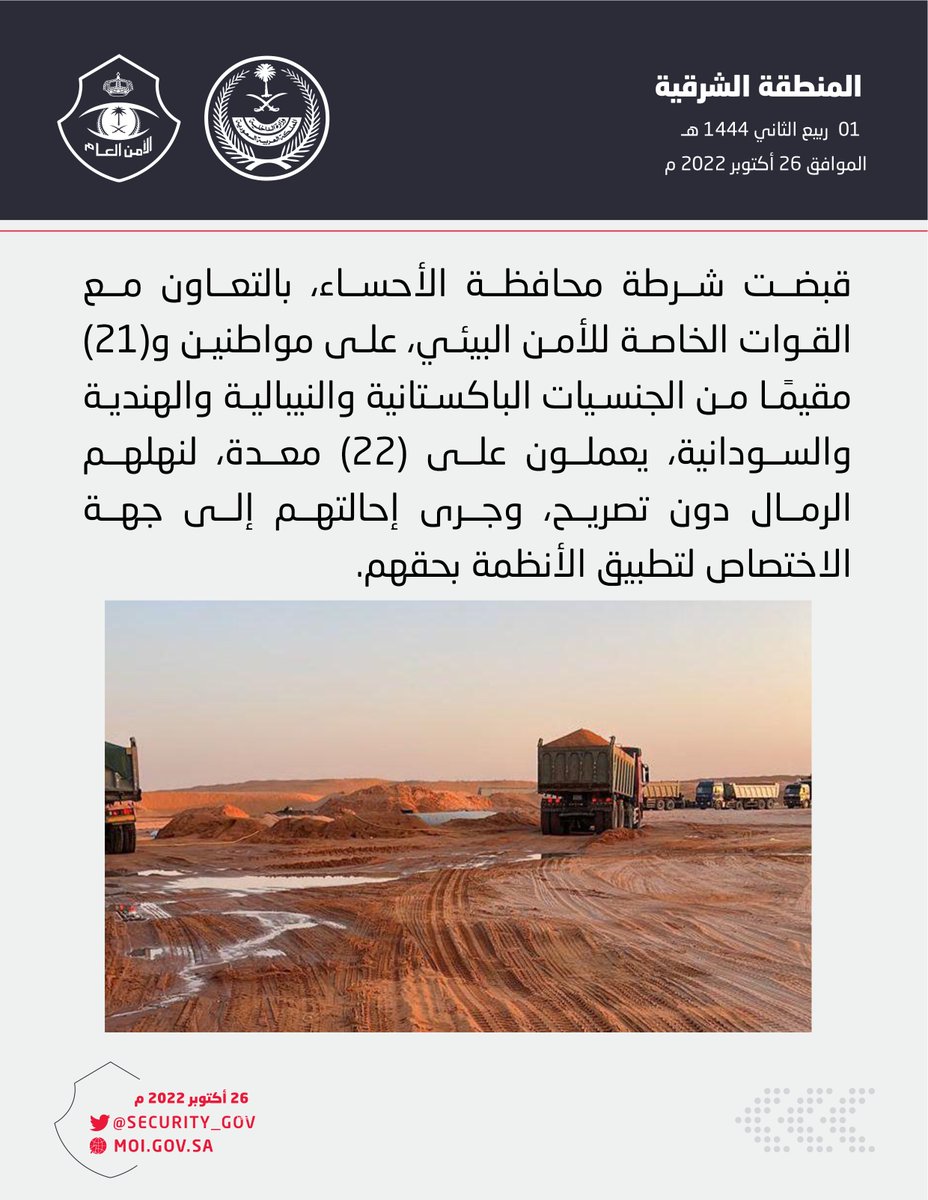 المنطقة الشرقية
01 ربيع الثاني 1444 هـ
الموافق 26 أكتوبر 2022 م
الأمن العام
قبضت شرطة محافظة الأحساء، بالتعاون مع
القوات الخاصة للأمن البيئي، على مواطنين و(21)
مقيمًا من الجنسيات الباكستانية والنيبالية والهندية
والسودانية، يعملون على (22) معدة، لنهلهم
الرمال دون تصريح، وجرى إحالتهم إلى جهة
الاختصاص لتطبيق الأنظمة بحقهم.
26 أكتوبر 2022 م
@SECURITY_GOV
MOI.GOV.SA